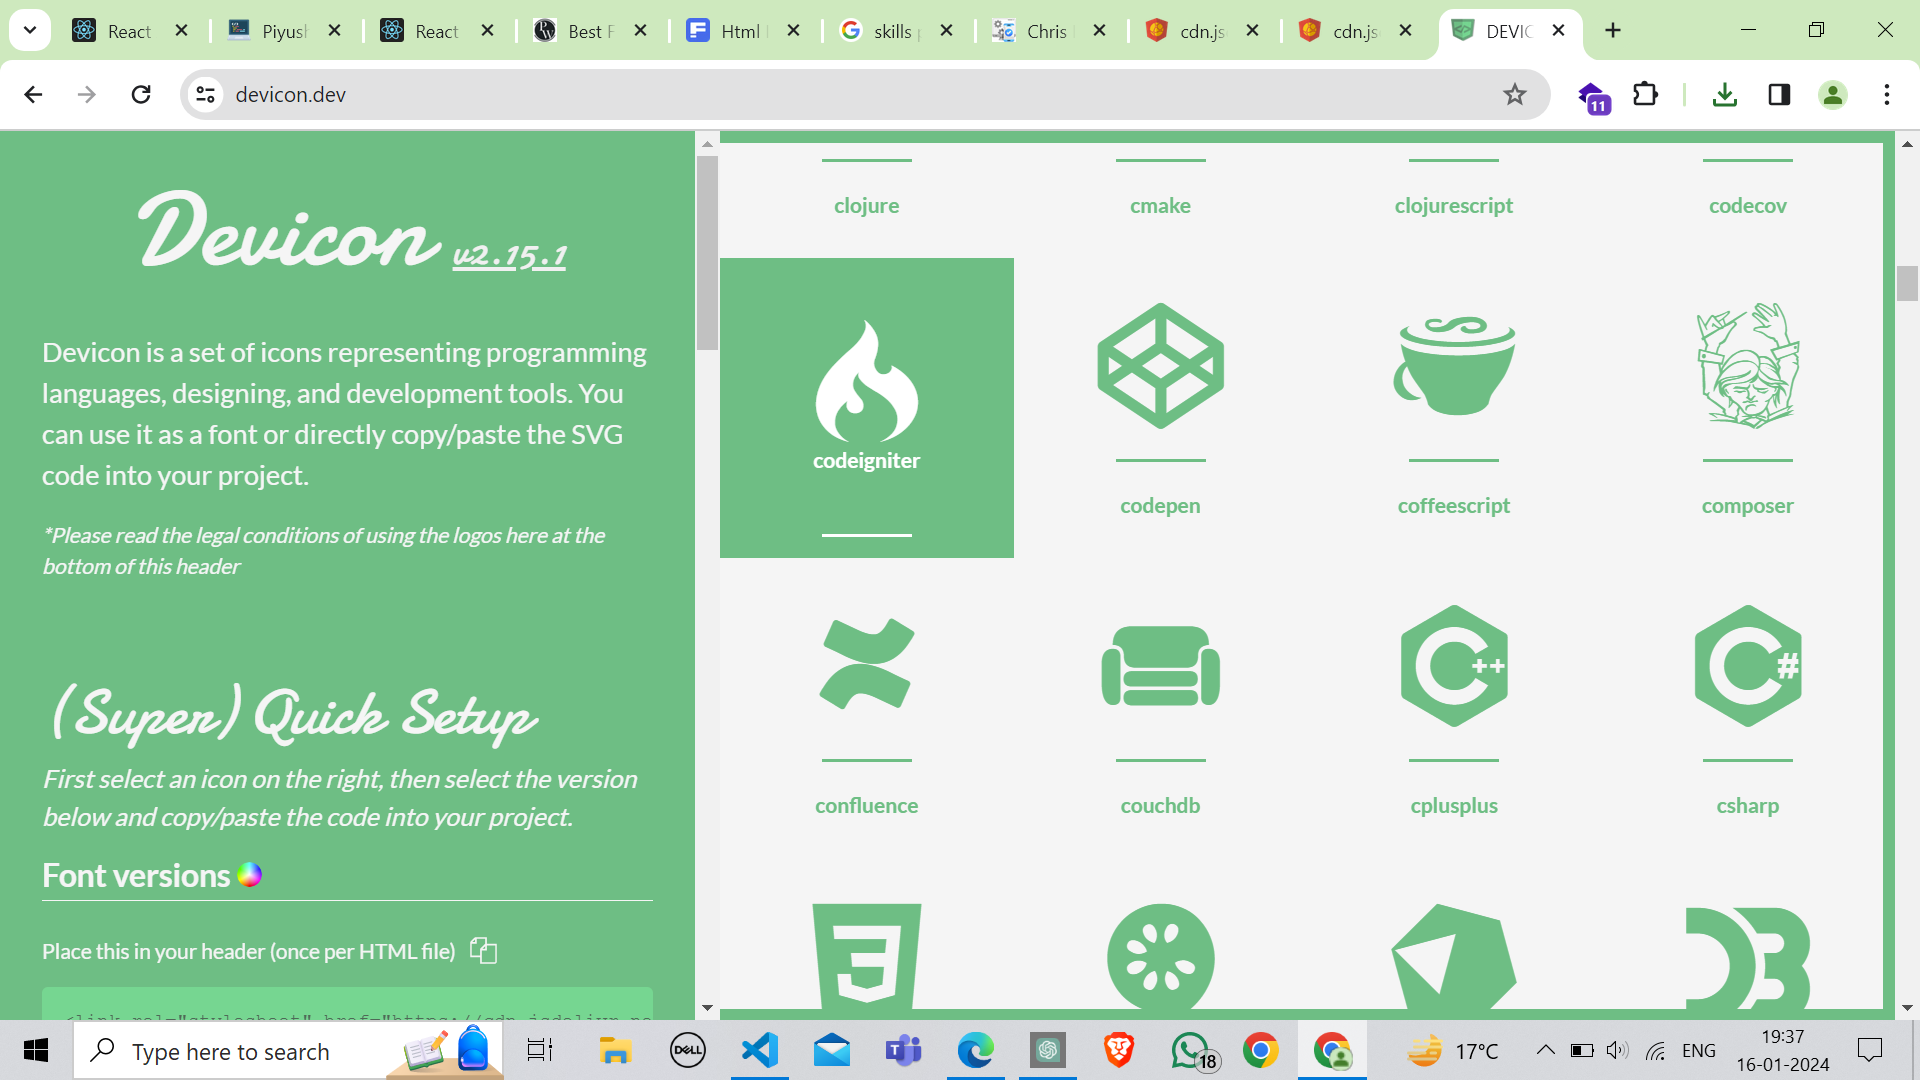 React
Piyush
React
Best F
Html
skills
Chris
cdn.js
cdn.js
DEVIC
devicon.dev
11
Devicon v2.15.1
Devicon is a set of icons representing programming
languages, designing, and development tools. You
can use it as a font or directly copy/paste the SVG
code into your project.
*Please read the legal conditions of using the logos here at the
bottom of this header
(Super) Quick Setup
First select an icon on the right, then select the version
below and copy/paste the code into your project.
Font versions
Place this in your header (once per HTML file)
clojure
cmake
clojurescript
codecov
codeigniter
codepen
coffeescript
composer
C++
C#
confluence
couchdb
cplusplus
csharp
3
D3
Type here to search
DELL
18
17°C
ENG
19:37
16-01-2024